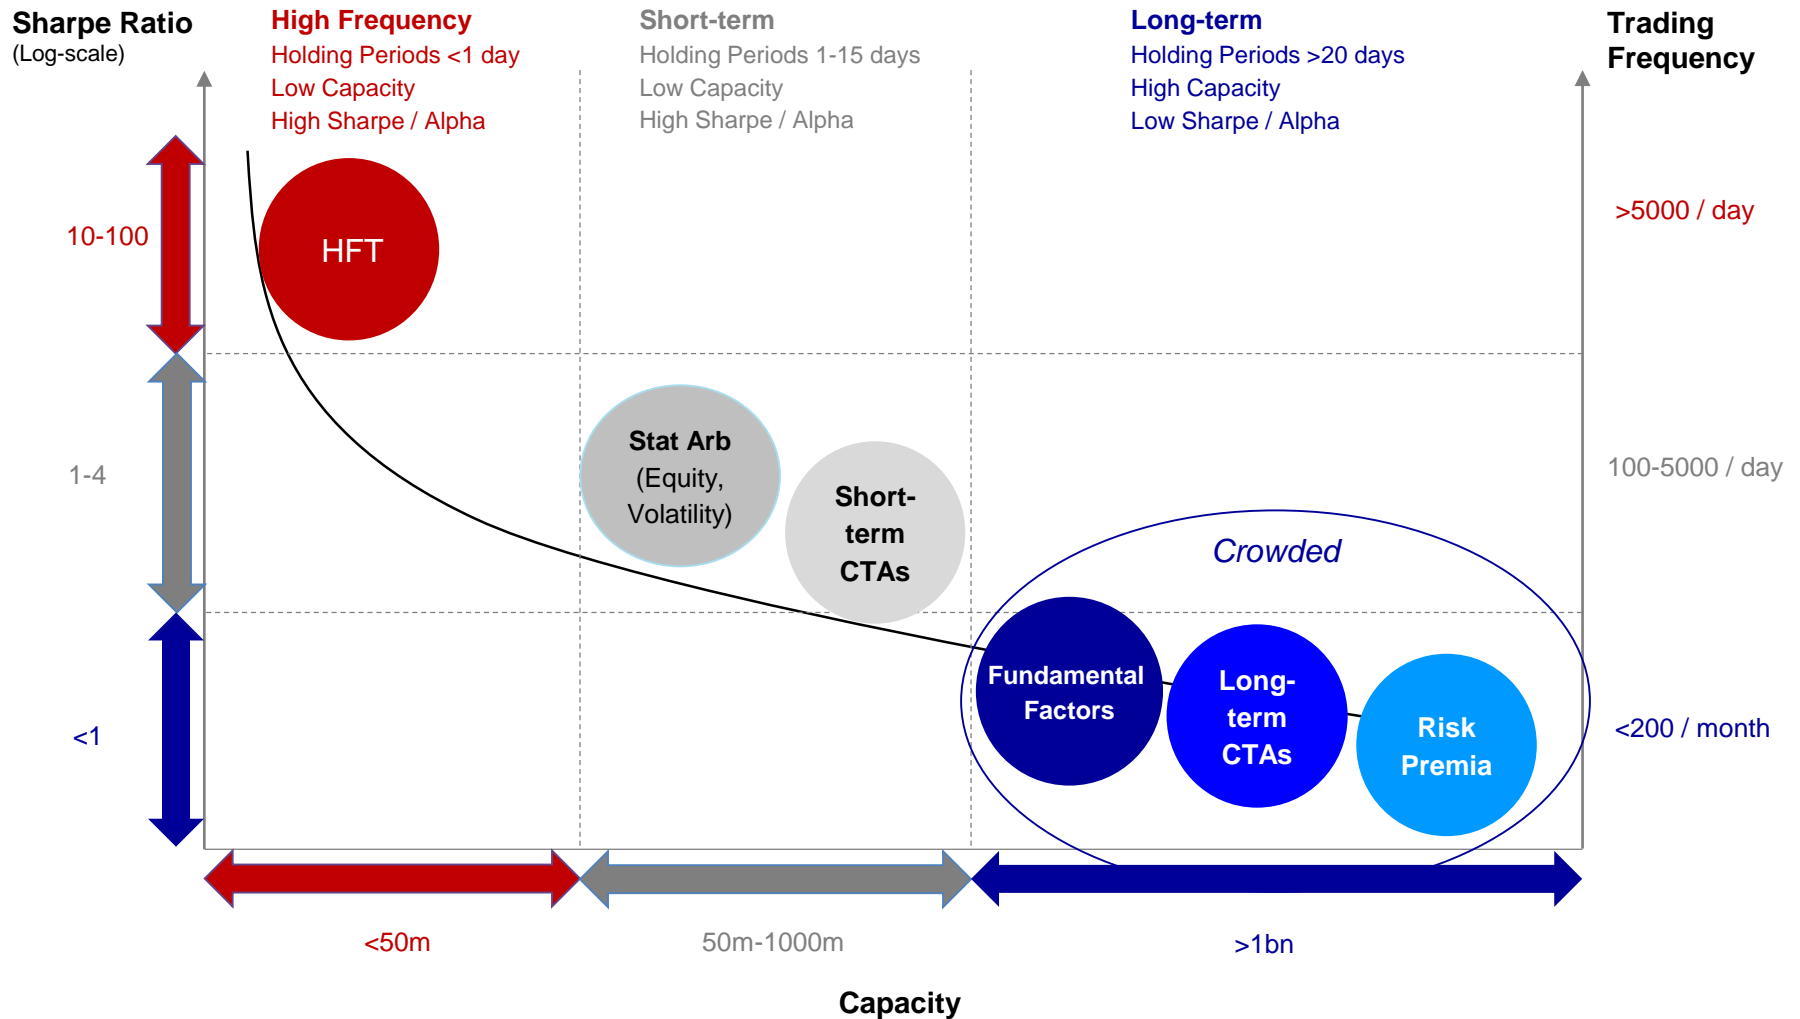 Sharpe Ratio
(Log-scale)
High Frequency
Holding Periods <1 day
Low Capacity
High Sharpe / Alpha
Short-term
Holding Periods 1-15 days
Low Capacity
High Sharpe / Alpha
Long-term
Holding Periods >20 days
High Capacity
Low Sharpe / Alpha
Trading
Frequency
10-100
HFT
>5000 / day
1-4
Stat Arb
(Equity,
Volatility)
Short-
term
CTAs
100-5000 / day
Crowded
<1
Fundamental
Factors
Long-
term
CTAs
Risk
Premia
<200 / month
<50m
50m-1000m
>1bn
Capacity